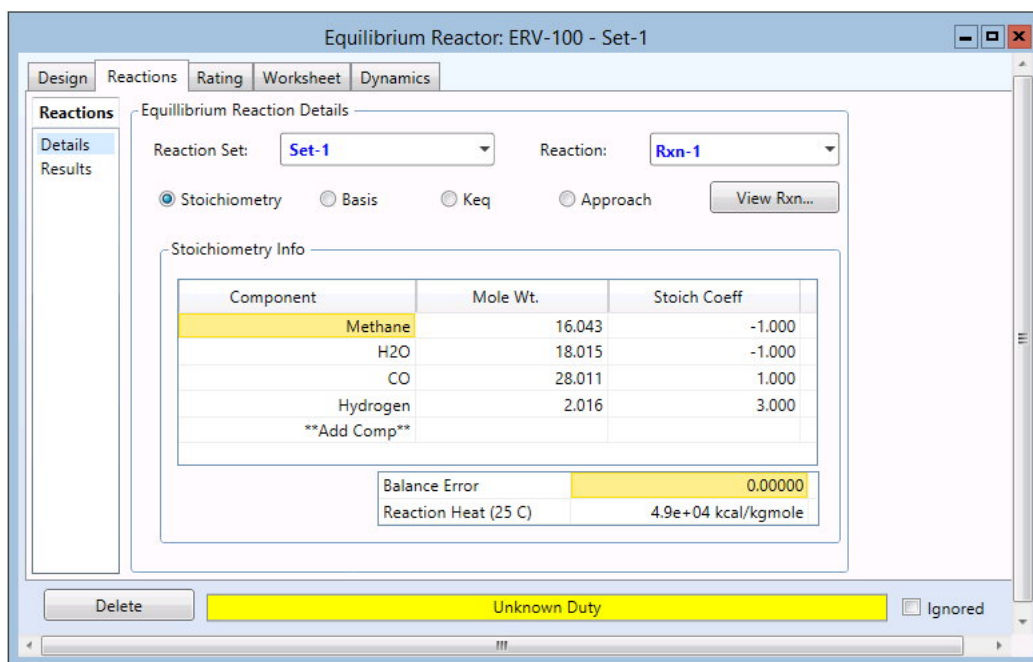 Equilibrium Reactor: ERV-100 - Set-1
Design Reactions Rating Worksheet Dynamics
Reactions
Details
Results
Equillibrium Reaction Details
Reaction Set: Set-1 Reaction: Rxn-1
Stoichiometry Basis Keq Approach View Rxn...
Stoichiometry Info
Component Mole Wt. Stoich Coeff
Methane 16.043 -1.000
H2O 18.015 -1.000
CO 28.011 1.000
Hydrogen 2.016 3.000
**Add Comp**
Balance Error 0.00000
Reaction Heat (25 C) 4.9e+04 kcal/kgmole
Delete Unknown Duty Ignored